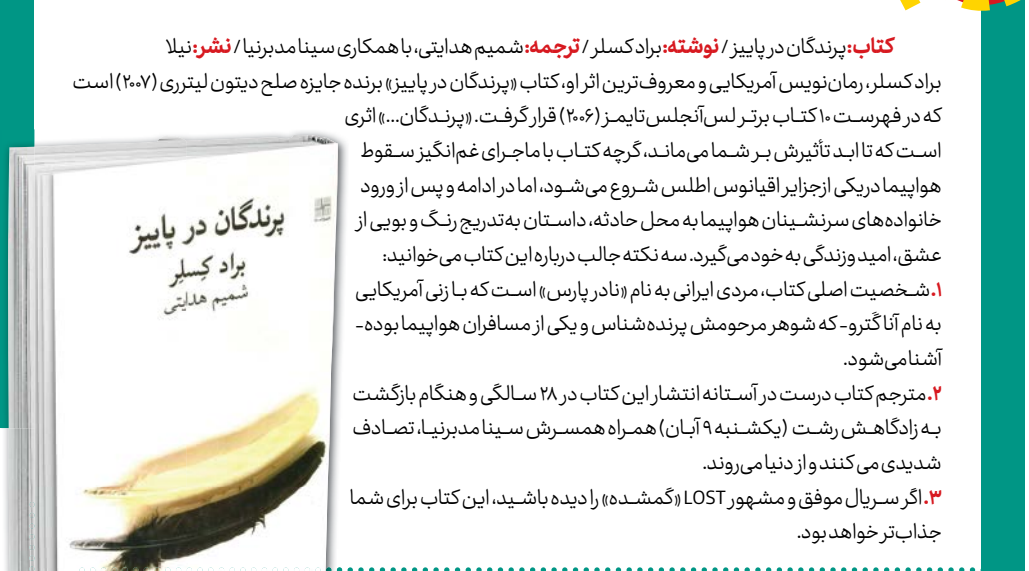 کتاب: پرندگان در پاییز / نوشته: براد کسلر / ترجمه: شمیم هدایتی، با همکاری سینا مدبرنیا / نشر: نیلا
براد کسلر، رمان‌نویس آمریکایی و معروف‌ترین اثر او، کتاب «پرندگان در پاییز» برنده جایزه صلح دیتون لیترری (۲۰۰۷) است
که در فهرست ۱۰ کتاب برتر لس‌آنجلس‌تایمز (۲۰۰۶) قرار گرفت. «پرندگان...» اثری
است که تا ابد تأثیرش بر شما می‌ماند، گرچه کتاب با ماجرای غم‌انگیز سقوط
هواپیما در یکی از جزایر اقیانوس اطلس شروع می‌شود، اما در ادامه و پس از ورود
خانواده‌های سرنشینان هواپیما به محل حادثه، داستان به‌تدریج رنگ و بویی از
عشق، امید و زندگی به خود می‌گیرد. سه نکته جالب درباره این کتاب می‌خوانید:
۱. شخصیت اصلی کتاب، مردی ایرانی به نام «نادر پارس» است که با زنی آمریکایی
به نام آنا گَترو- که شوهر مرحومش پرنده‌شناس و یکی از مسافران هواپیما بوده-
آشنا می‌شود.
۲. مترجم کتاب درست در آستانه انتشار این کتاب در ۲۸ سالگی و هنگام بازگشت
به زادگاهش رشت (یکشنبه ۹ آبان) همراه همسرش سینا مدبرنیا، تصادف
شدیدی می‌کنند و از دنیا می‌روند.
۳. اگر سریال موفق و مشهور LOST «گمشده» را دیده باشید، این کتاب برای شما
جذاب‌تر خواهد بود.
پرندگان در پاییز
براد کِسلِر
شمیم هدایتی